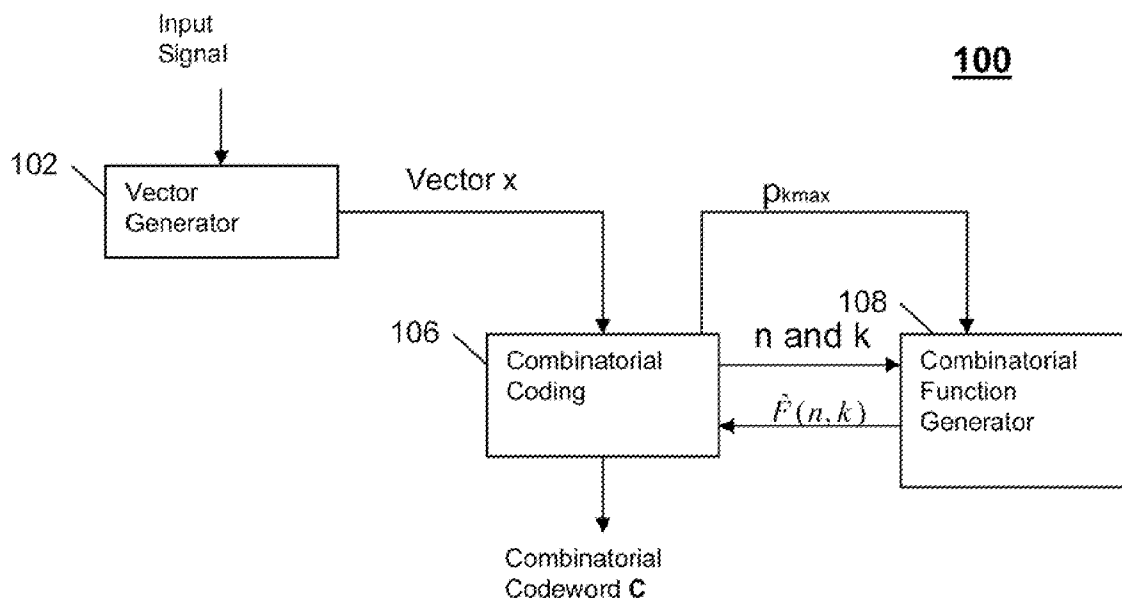 Input
Signal
100
102
Vector
Generator
Vector x
pkmax
106
108
Combinatorial
Coding
n and k
F̂(n, k)
Combinatorial
Function
Generator
Combinatorial
Codeword C